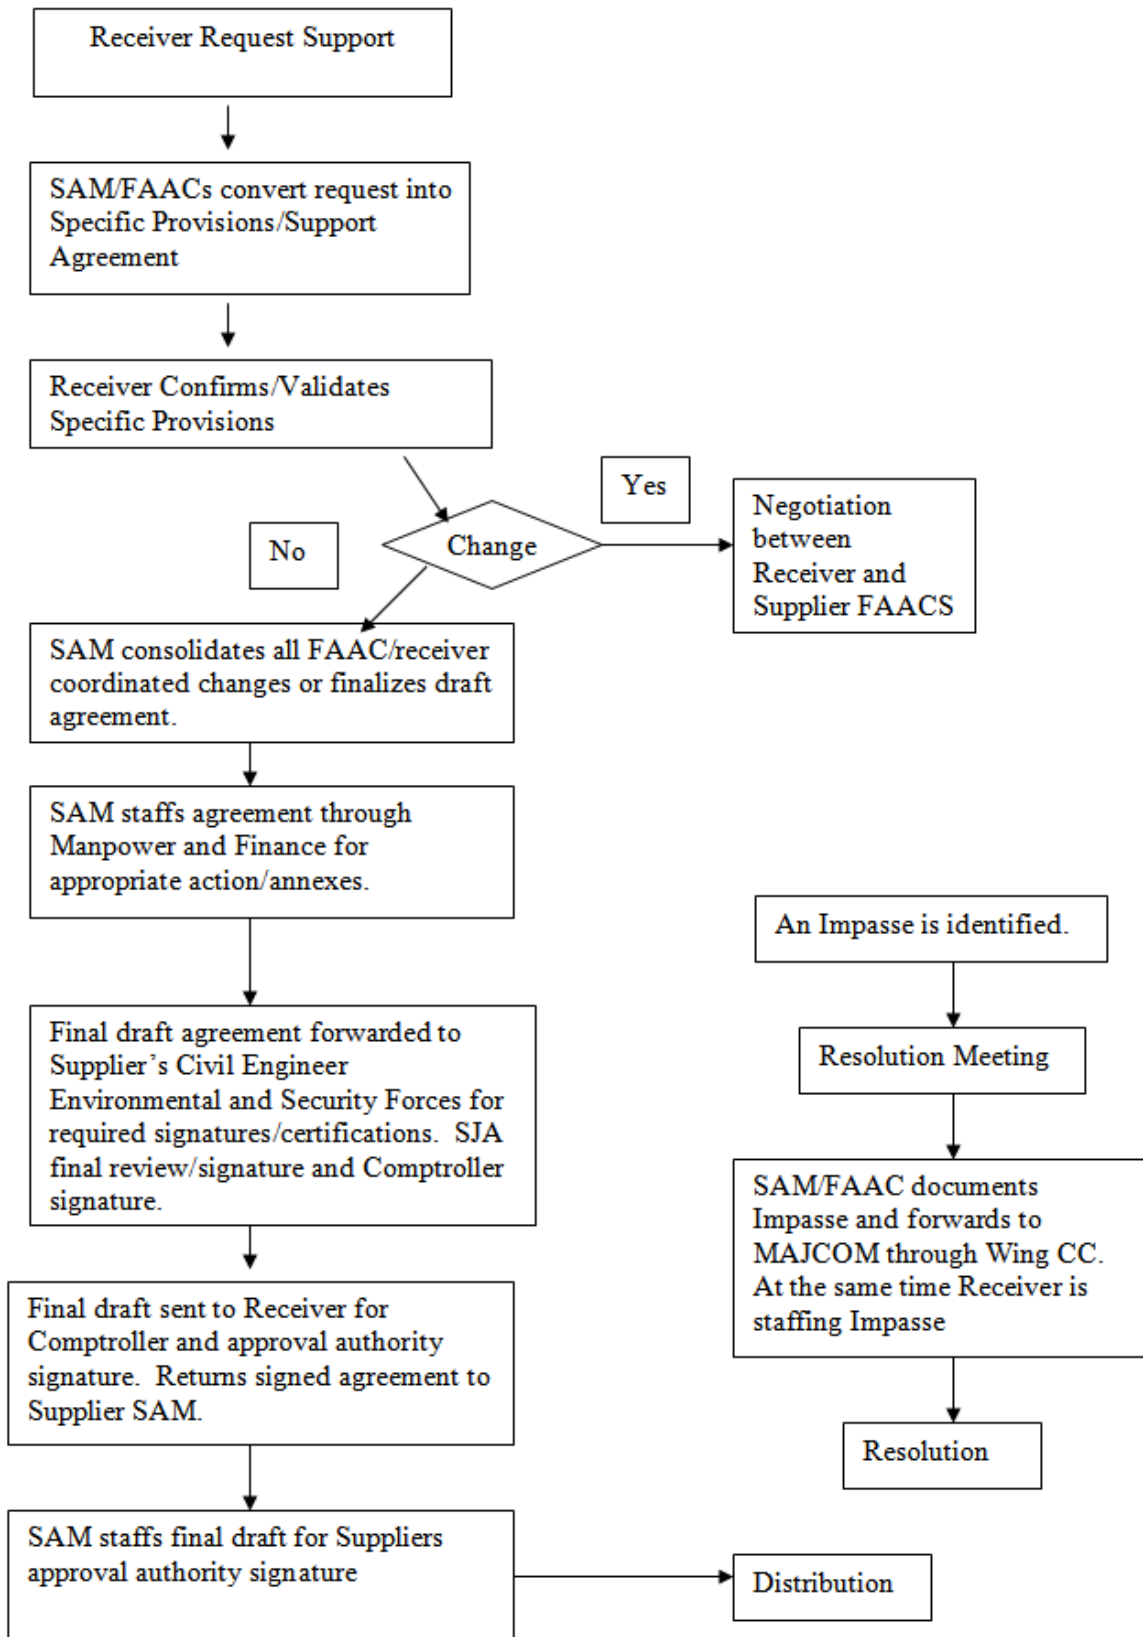 Receiver Request Support
SAM/FAACs convert request into
Specific Provisions/Support
Agreement
Receiver Confirms/Validates
Specific Provisions
Yes
No
Change
Negotiation
between
Receiver and
Supplier FAACS
SAM consolidates all FAAC/receiver
coordinated changes or finalizes draft
agreement.
SAM staffs agreement through
Manpower and Finance for
appropriate action/annexes.
Final draft agreement forwarded to
Supplier’s Civil Engineer
Environmental and Security Forces for
required signatures/certifications.  SJA
final review/signature and Comptroller
signature.
Final draft sent to Receiver for
Comptroller and approval authority
signature.  Returns signed agreement to
Supplier SAM.
SAM staffs final draft for Suppliers
approval authority signature
Distribution
An Impasse is identified.
Resolution Meeting
SAM/FAAC documents
Impasse and forwards to
MAJCOM through Wing CC.
At the same time Receiver is
staffing Impasse
Resolution